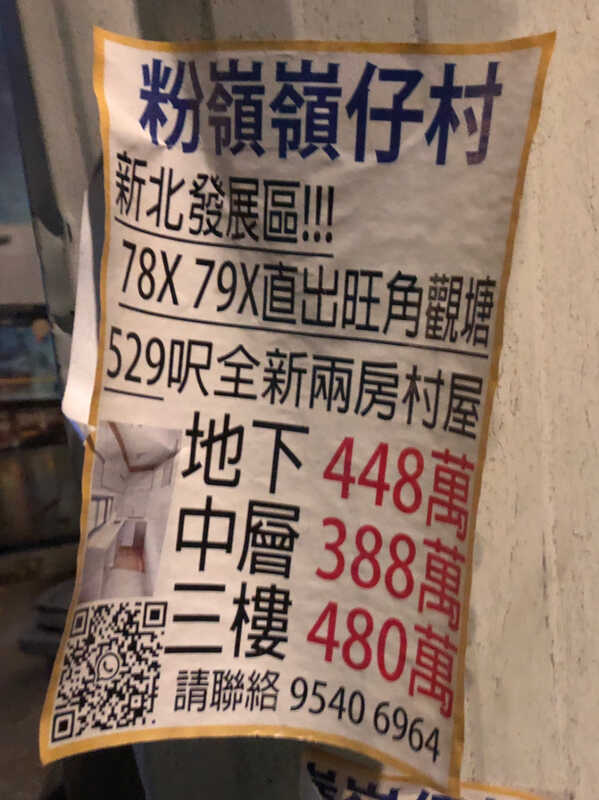 粉嶺嶺仔村
新北發展區!!!
78X 79X直出旺角觀塘
529呎全新兩房村屋
地下 448萬
中層 388萬
三樓 480萬
請聯絡 9540 6964